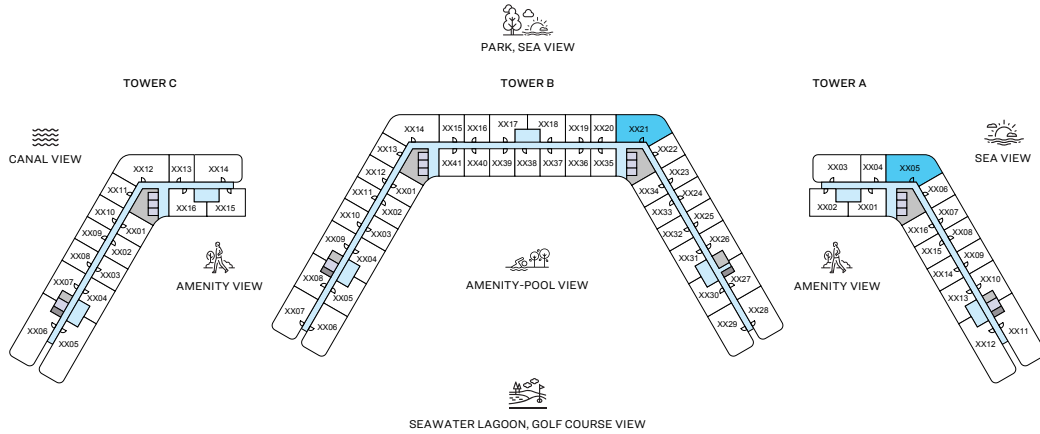 PARK, SEA VIEW
TOWER C
TOWER B
TOWER A
CANAL VIEW
SEA VIEW
XX12
XX13
XX14
XX11
XX10
XX09
XX08
XX07
XX06
XX05
XX04
XX03
XX02
XX01
XX16
XX15
AMENITY VIEW
XX14
XX15
XX16
XX17
XX18
XX19
XX20
XX21
XX13
XX12
XX11
XX10
XX09
XX08
XX07
XX06
XX05
XX04
XX03
XX02
XX01
XX41
XX40
XX39
XX38
XX37
XX36
XX35
XX22
XX23
XX24
XX25
XX26
XX27
XX28
XX29
XX30
XX31
XX32
XX33
XX34
AMENITY-POOL VIEW
XX03
XX04
XX05
XX02
XX01
XX06
XX07
XX08
XX09
XX10
XX11
XX12
XX13
XX14
XX15
XX16
AMENITY VIEW
SEAWATER LAGOON, GOLF COURSE VIEW